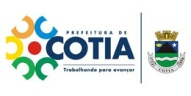 PREFEITURA DE
COTIA
Trabalhando para avançar